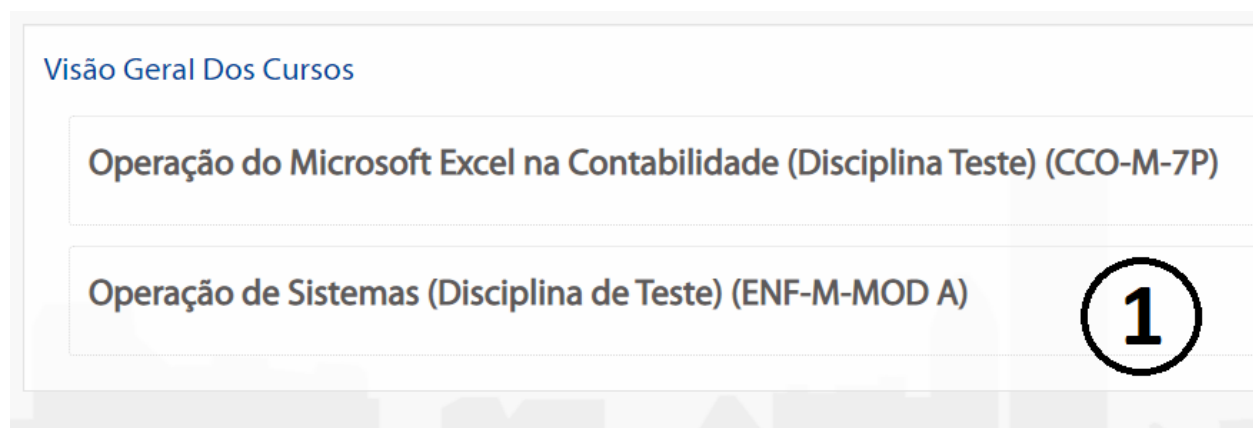 Visão Geral Dos Cursos
Operação do Microsoft Excel na Contabilidade (Disciplina Teste) (CCO-M-7P)
Operação de Sistemas (Disciplina de Teste) (ENF-M-MOD A)
1